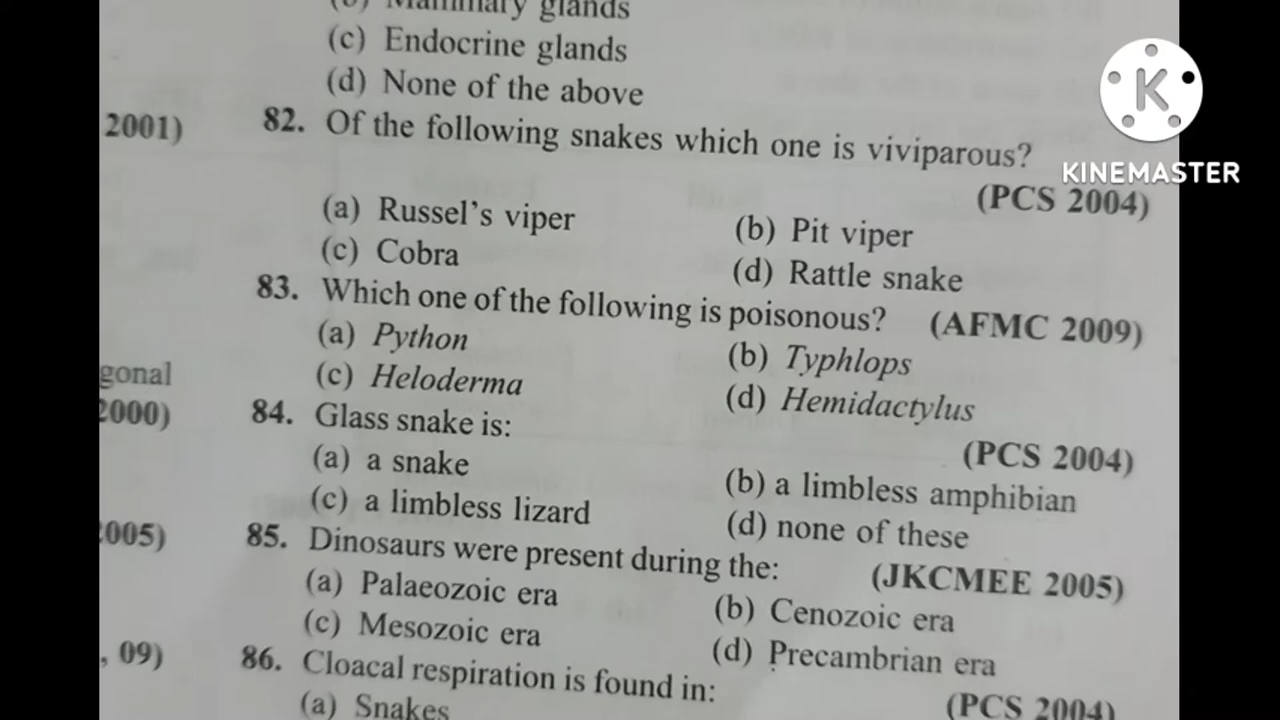 (b) Mammary glands
(c) Endocrine glands
(d) None of the above
2001)
82. Of the following snakes which one is viviparous?
(PCS 2004)
(a) Russel's viper (b) Pit viper
(c) Cobra (d) Rattle snake
83. Which one of the following is poisonous? (AFMC 2009)
(a) Python (b) Typhlops
(c) Heloderma (d) Hemidactylus
gonal
2000)
84. Glass snake is: (PCS 2004)
(a) a snake (b) a limbless amphibian
(c) a limbless lizard (d) none of these
2005)
85. Dinosaurs were present during the: (JKCMEE 2005)
(a) Palaeozoic era (b) Cenozoic era
(c) Mesozoic era (d) Precambrian era
, 09)
86. Cloacal respiration is found in: (PCS 2004)
(a) Snakes
K
KINEMASTER